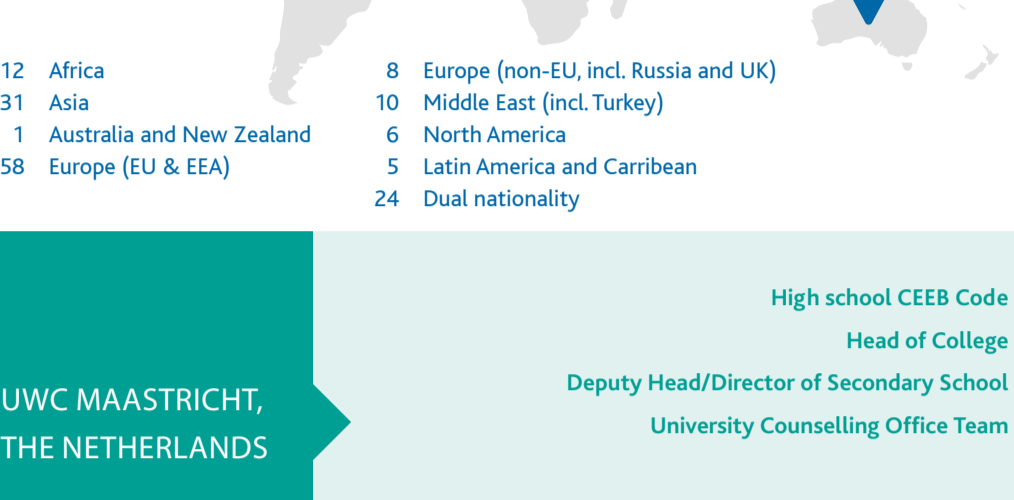 12 Africa
31 Asia
1 Australia and New Zealand
58 Europe (EU & EEA)
8 Europe (non-EU, incl. Russia and UK)
10 Middle East (incl. Turkey)
6 North America
5 Latin America and Carribean
24 Dual nationality
UWC MAASTRICHT,
THE NETHERLANDS
High school CEEB Code
Head of College
Deputy Head/Director of Secondary School
University Counselling Office Team